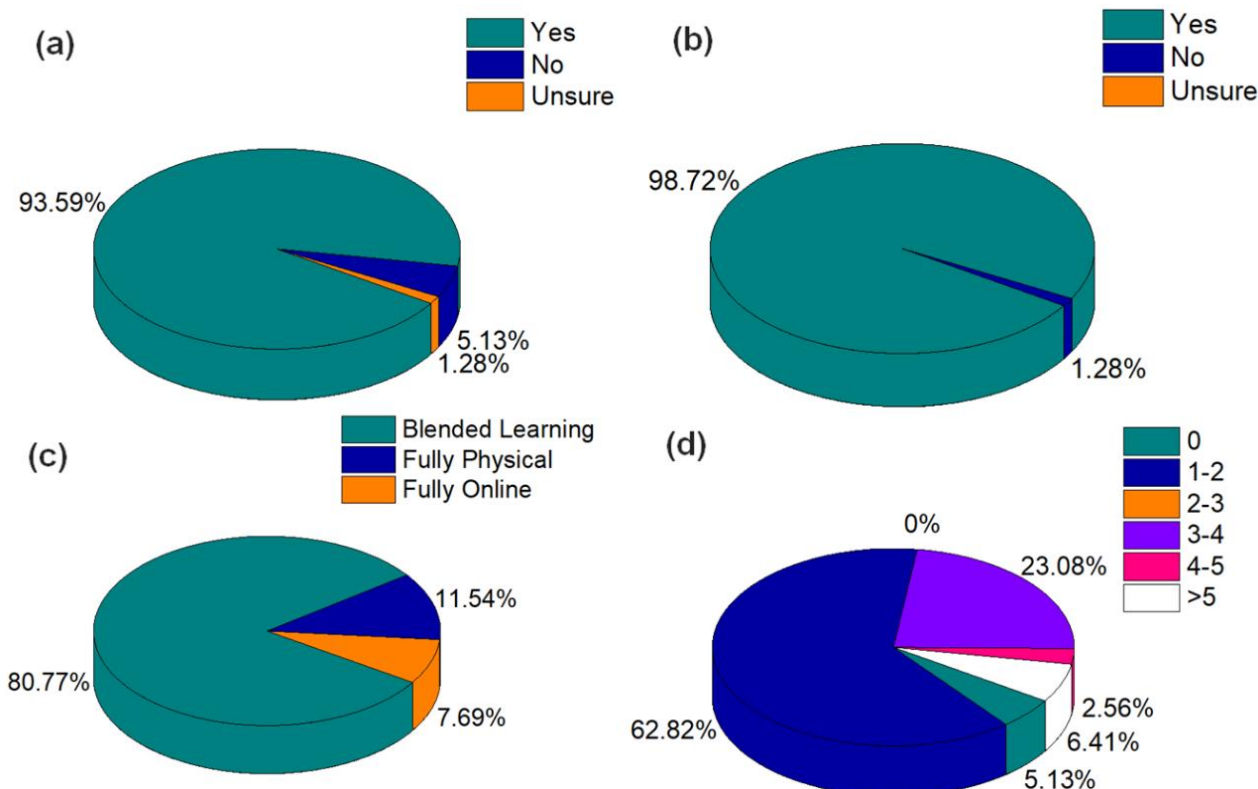 (a)
Yes
No
Unsure
93.59%
5.13%
1.28%
(b)
Yes
No
Unsure
98.72%
1.28%
(c)
Blended Learning
Fully Physical
Fully Online
11.54%
80.77%
7.69%
(d)
0
1-2
2-3
3-4
4-5
>5
0%
23.08%
62.82%
2.56%
6.41%
5.13%